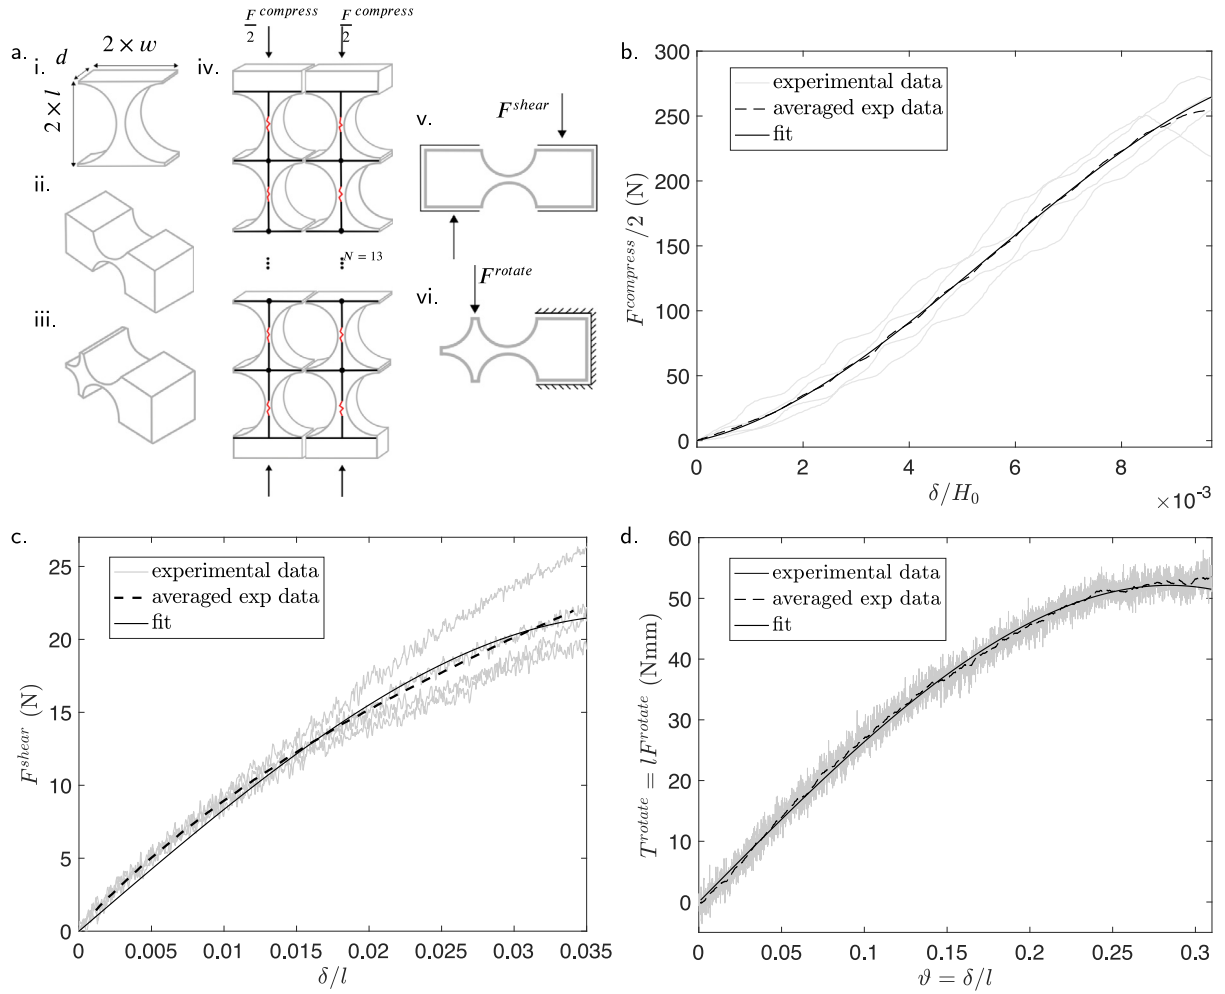 a.
i.
d
2 × w
2 × l
ii.
iii.
iv.
F/2 compress
F/2 compress
N = 13
v.
F^shear
vi.
F^rotate
b.
experimental data
averaged exp data
fit
F^compress/2 (N)
300
250
200
150
100
50
0
0 2 4 6 8
×10^-3
δ/H_0
c.
experimental data
averaged exp data
fit
F^shear (N)
25
20
15
10
5
0
0 0.005 0.01 0.015 0.02 0.025 0.03 0.035
δ/l
d.
experimental data
averaged exp data
fit
T^rotate = lF^rotate (Nmm)
60
50
40
30
20
10
0
0 0.05 0.1 0.15 0.2 0.25 0.3
ϑ = δ/l